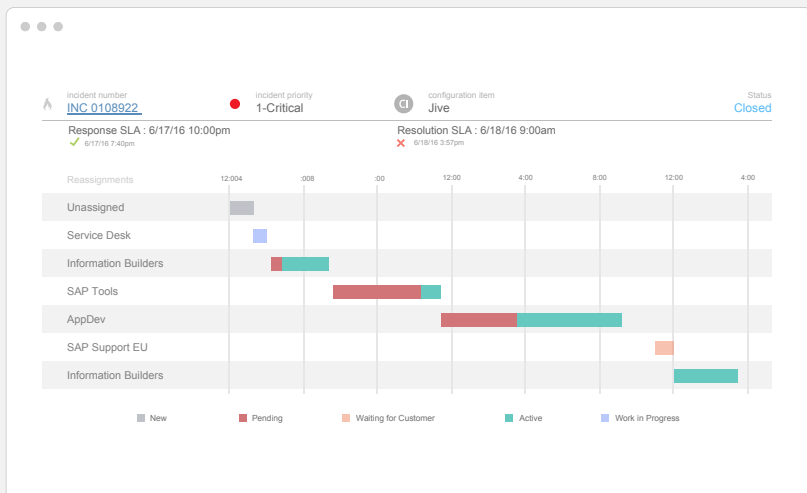 incident number incident priority configuration item Status
INC 0108922 1-Critical CI Jive Closed
Response SLA : 6/17/16 10:00pm Resolution SLA : 6/18/16 9:00am
6/17/16 7:40pm 6/18/16 3:57pm
Reassignments 12:004 :008 :00 12:00 4:00 8:00 12:00 4:00
Unassigned
Service Desk
Information Builders
SAP Tools
AppDev
SAP Support EU
Information Builders
New Pending Waiting for Customer Active Work in Progress